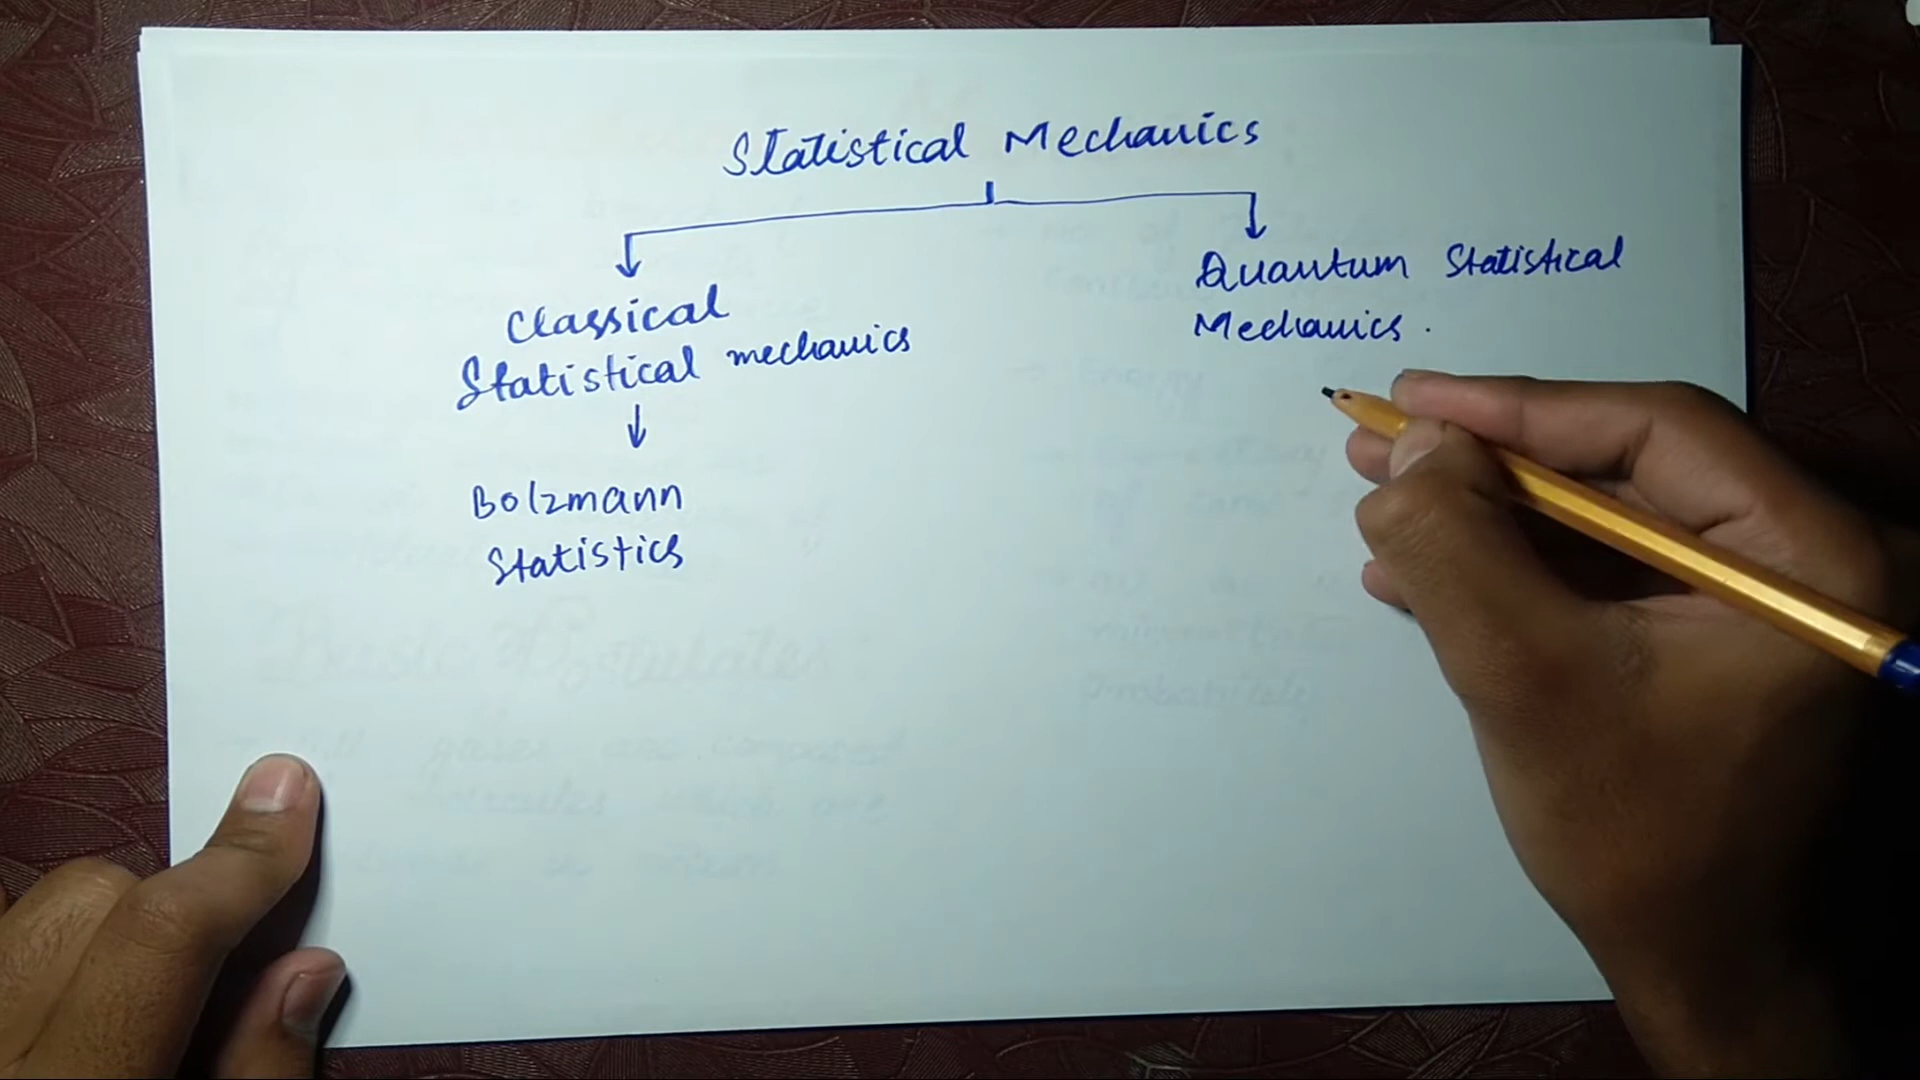 Statistical Mechanics
Classical
Statistical mechanics
Bolzmann
Statistics
Quantum Statistical
Mechanics.